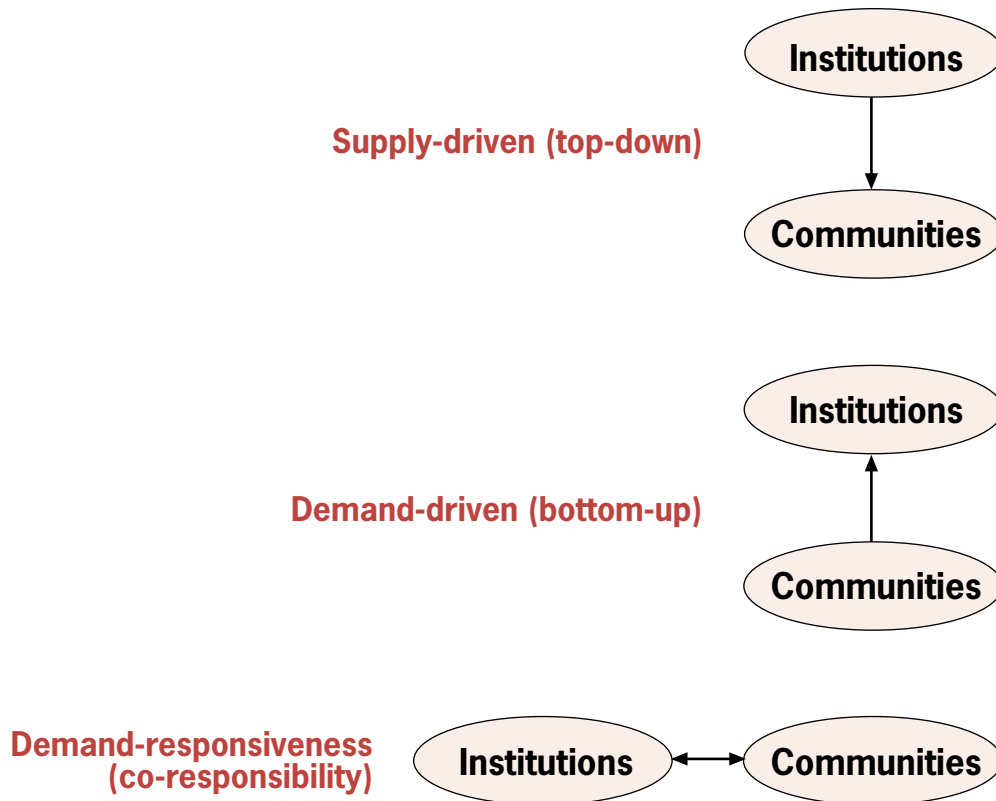 Institutions
Supply-driven (top-down)
Communities
Institutions
Demand-driven (bottom-up)
Communities
Demand-responsiveness
(co-responsibility)
Institutions
Communities